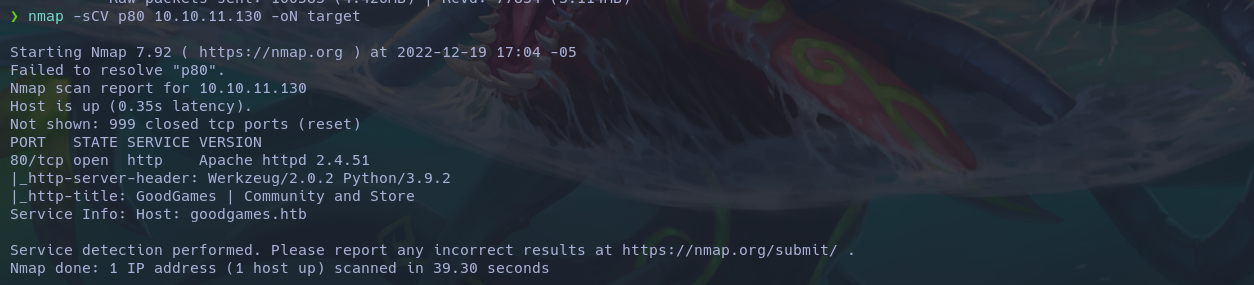 Raw packets sent: 
❯ nmap -sCV p80 10.10.11.130 -oN target
Starting Nmap 7.92 ( https://nmap.org ) at 2022-12-19 17:04 -05
Failed to resolve "p80".
Nmap scan report for 10.10.11.130
Host is up (0.35s latency).
Not shown: 999 closed tcp ports (reset)
PORT   STATE SERVICE VERSION
80/tcp open  http    Apache httpd 2.4.51
|_http-server-header: Werkzeug/2.0.2 Python/3.9.2
|_http-title: GoodGames | Community and Store
Service Info: Host: goodgames.htb
Service detection performed. Please report any incorrect results at https://nmap.org/submit/ .
Nmap done: 1 IP address (1 host up) scanned in 39.30 seconds